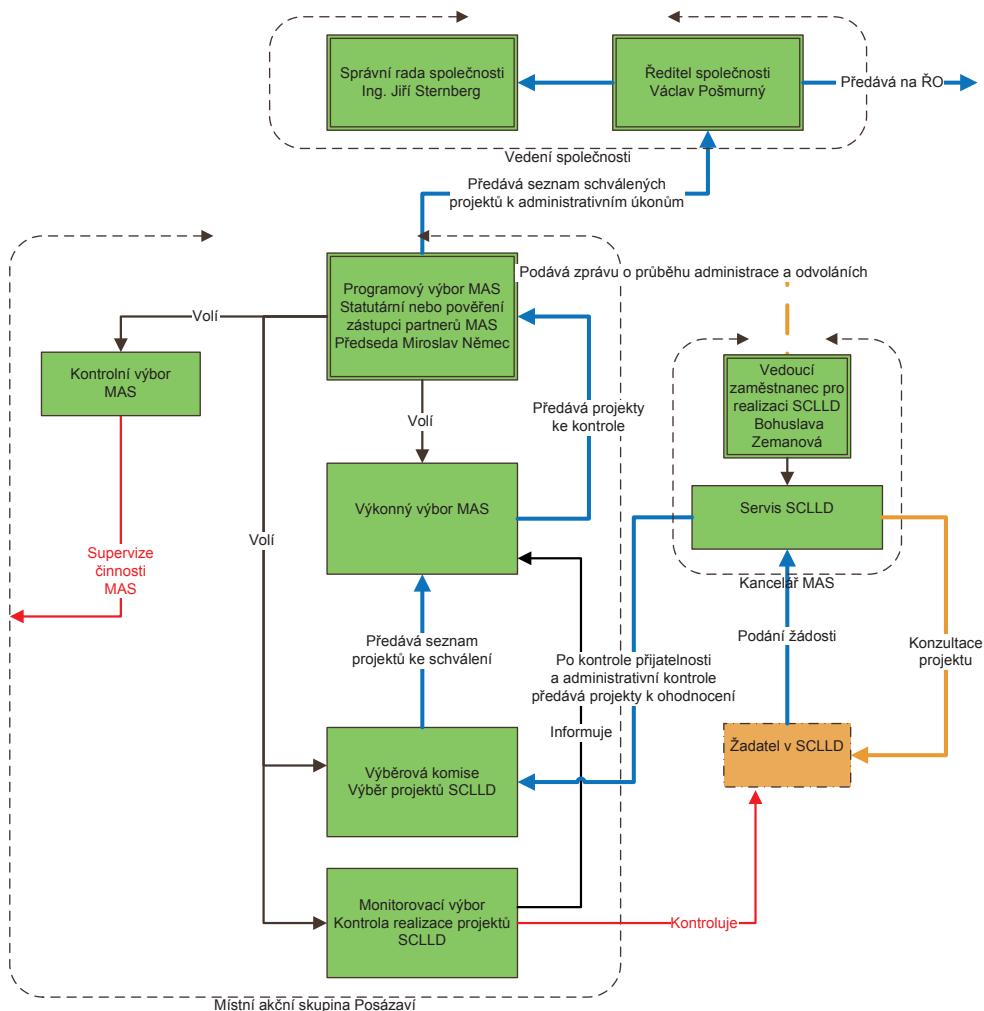 Správní rada společnosti
Ing. Jiří Sternberg
Ředitel společnosti
Václav Pošmurný
Předává na ŘO
Vedení společnosti
Předává seznam schválených
projektů k administrativním úkonům
Podává zprávu o průběhu administrace a odvoláních
Programový výbor MAS
Statutární nebo pověření
zástupci partnerů MAS
Předseda Miroslav Němec
Volí
Kontrolní výbor
MAS
Vedoucí
zaměstnanec pro
realizaci SCLLD
Bohuslava
Zemanová
Volí
Předává projekty
ke kontrole
Výkonný výbor MAS
Servis SCLLD
Volí
Supervize
činnosti
MAS
Kancelář MAS
Předává seznam
projektů ke schválení
Podání žádosti
Konzultace
projektu
Po kontrole přijatelnosti
a administrativní kontrole
předává projekty k ohodnocení
Informuje
Výběrová komise
Výběr projektů SCLLD
Žadatel v SCLLD
Monitorovací výbor
Kontrola realizace projektů
SCLLD
Kontroluje
Místní akční skupina Posázaví